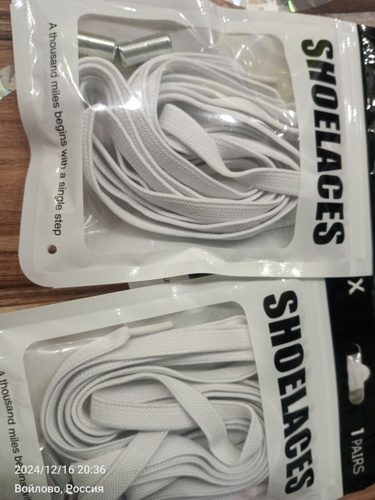 SHOELACES
A thousand miles begins with a single step
X
SHOELACES
1 PAIRS
A thousand miles begins
2024/12/16 20:36
Войлово, Россия